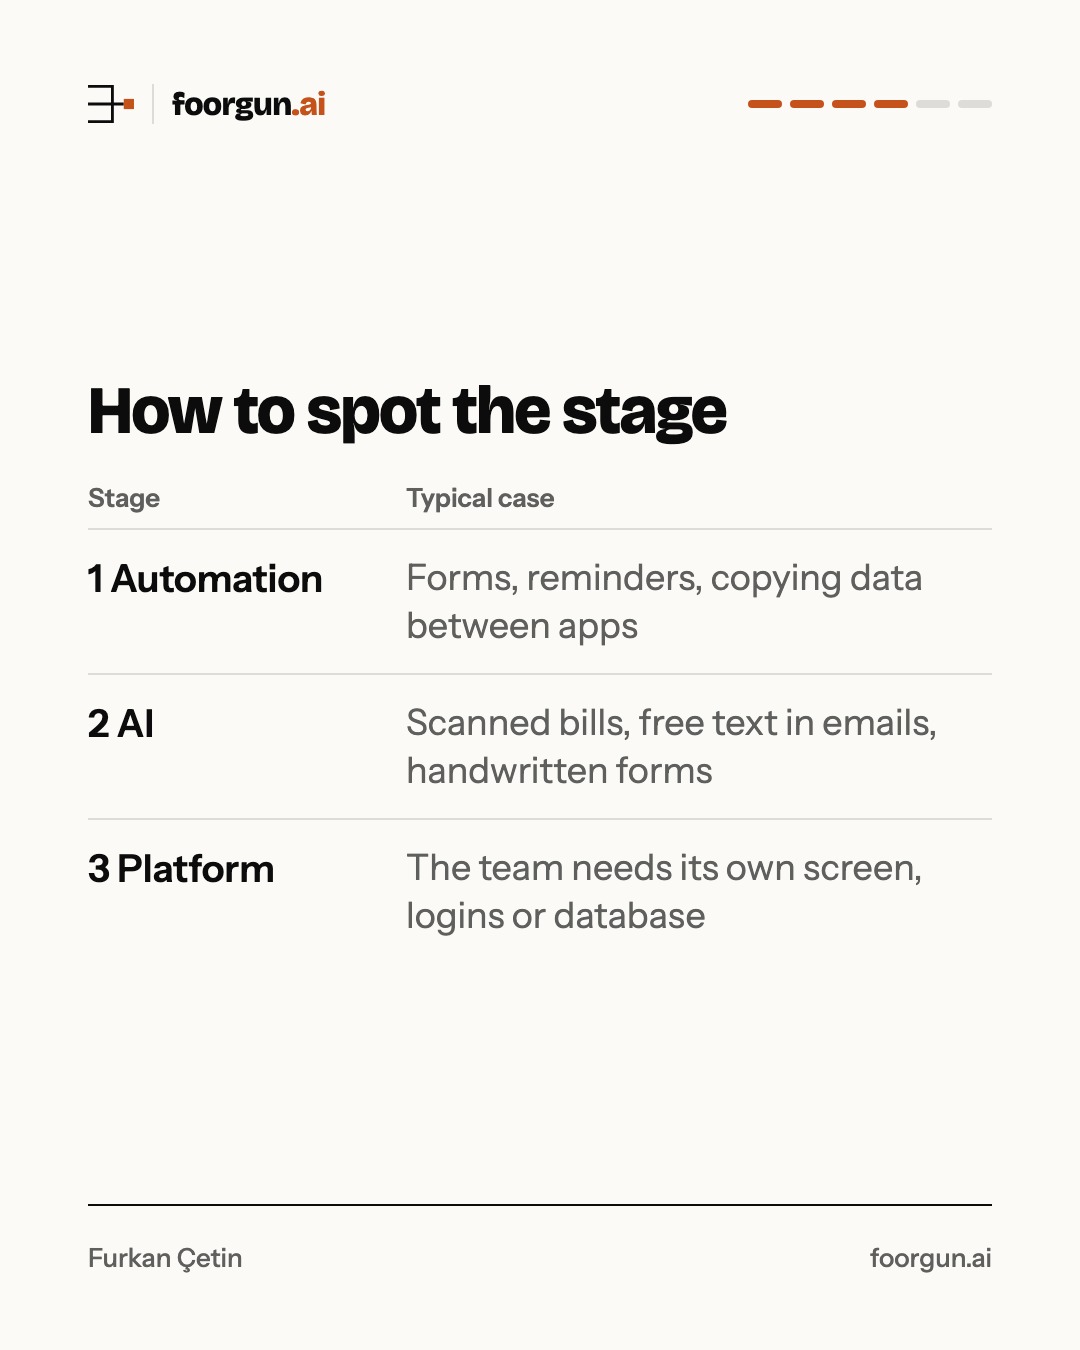 foorgun.ai
How to spot the stage
Stage Typical case
1 Automation Forms, reminders, copying data
between apps
2 AI Scanned bills, free text in emails,
handwritten forms
3 Platform The team needs its own screen,
logins or database
Furkan Çetin foorgun.ai